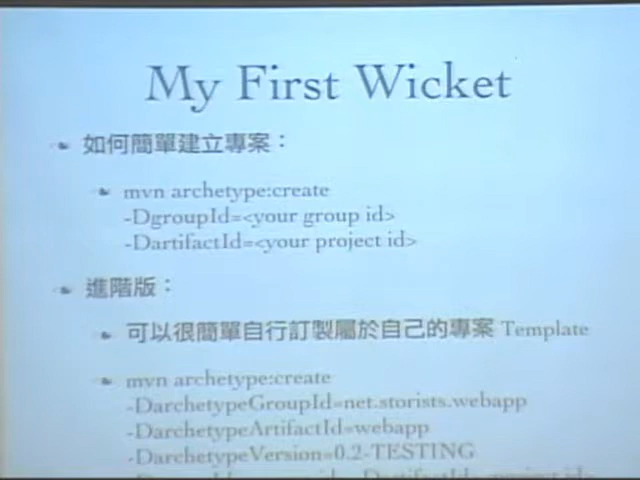 My First Wicket
如何簡單建立專案：
mvn archetype:create
-DgroupId=<your group id>
-DartifactId=<your project id>
進階版：
可以很簡單自行訂製屬於自己的專案 Template
mvn archetype:create
-DarchetypeGroupId=net.storists.webapp
-DarchetypeArtifactId=webapp
-DarchetypeVersion=0.2-TESTING